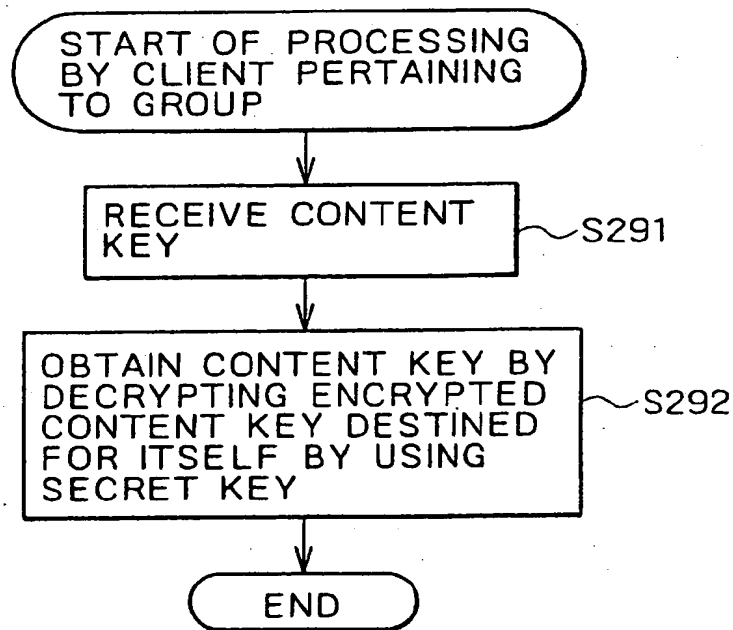 START OF PROCESSING
BY CLIENT PERTAINING
TO GROUP
RECEIVE CONTENT
KEY
S291
OBTAIN CONTENT KEY BY
DECRYPTING ENCRYPTED
CONTENT KEY DESTINED
FOR ITSELF BY USING
SECRET KEY
S292
END